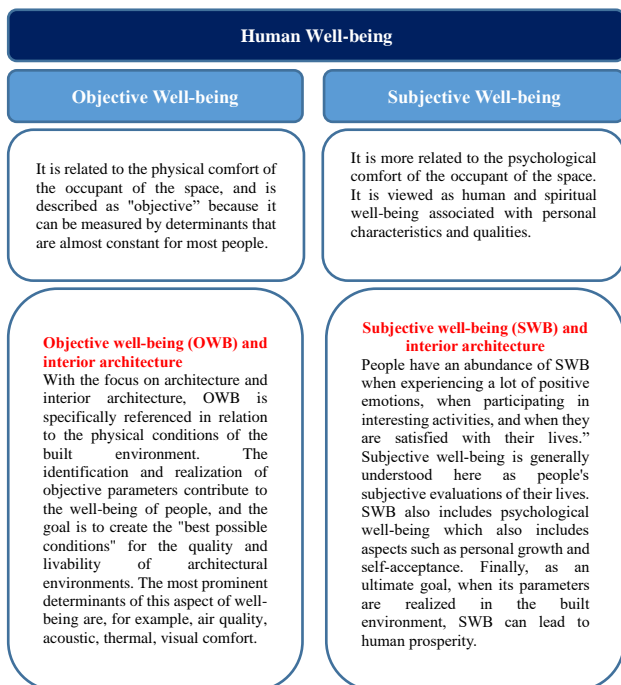 Human Well-being
Objective Well-being
Subjective Well-being
It is related to the physical comfort of
the occupant of the space, and is
described as "objective” because it
can be measured by determinants that
are almost constant for most people.
It is more related to the psychological
comfort of the occupant of the space.
It is viewed as human and spiritual
well-being associated with personal
characteristics and qualities.
Objective well-being (OWB) and
interior architecture
With the focus on architecture and
interior architecture, OWB is
specifically referenced in relation
to the physical conditions of the
built environment. The
identification and realization of
objective parameters contribute to
the well-being of people, and the
goal is to create the "best possible
conditions" for the quality and
livability of architectural
environments. The most prominent
determinants of this aspect of well-
being are, for example, air quality,
acoustic, thermal, visual comfort.
Subjective well-being (SWB) and
interior architecture
People have an abundance of SWB
when experiencing a lot of positive
emotions, when participating in
interesting activities, and when they
are satisfied with their lives.”
Subjective well-being is generally
understood here as people's
subjective evaluations of their lives.
SWB also includes psychological
well-being which also includes
aspects such as personal growth and
self-acceptance. Finally, as an
ultimate goal, when its parameters
are realized in the built
environment, SWB can lead to
human prosperity.